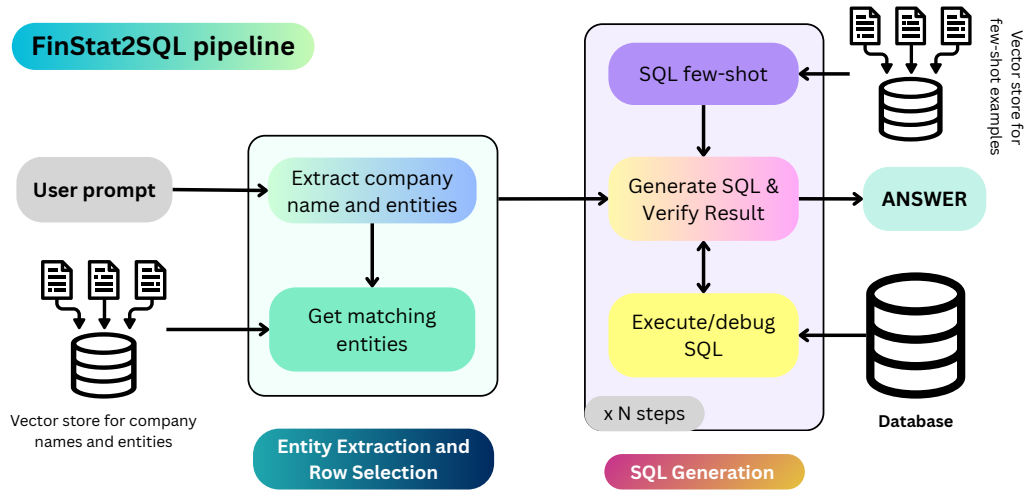 FinStat2SQL pipeline
User prompt
Vector store for company
names and entities
Extract company
name and entities
Get matching
entities
Entity Extraction and
Row Selection
SQL few-shot
Generate SQL &
Verify Result
Execute/debug
SQL
x N steps
SQL Generation
Vector store for
few-shot examples
ANSWER
Database